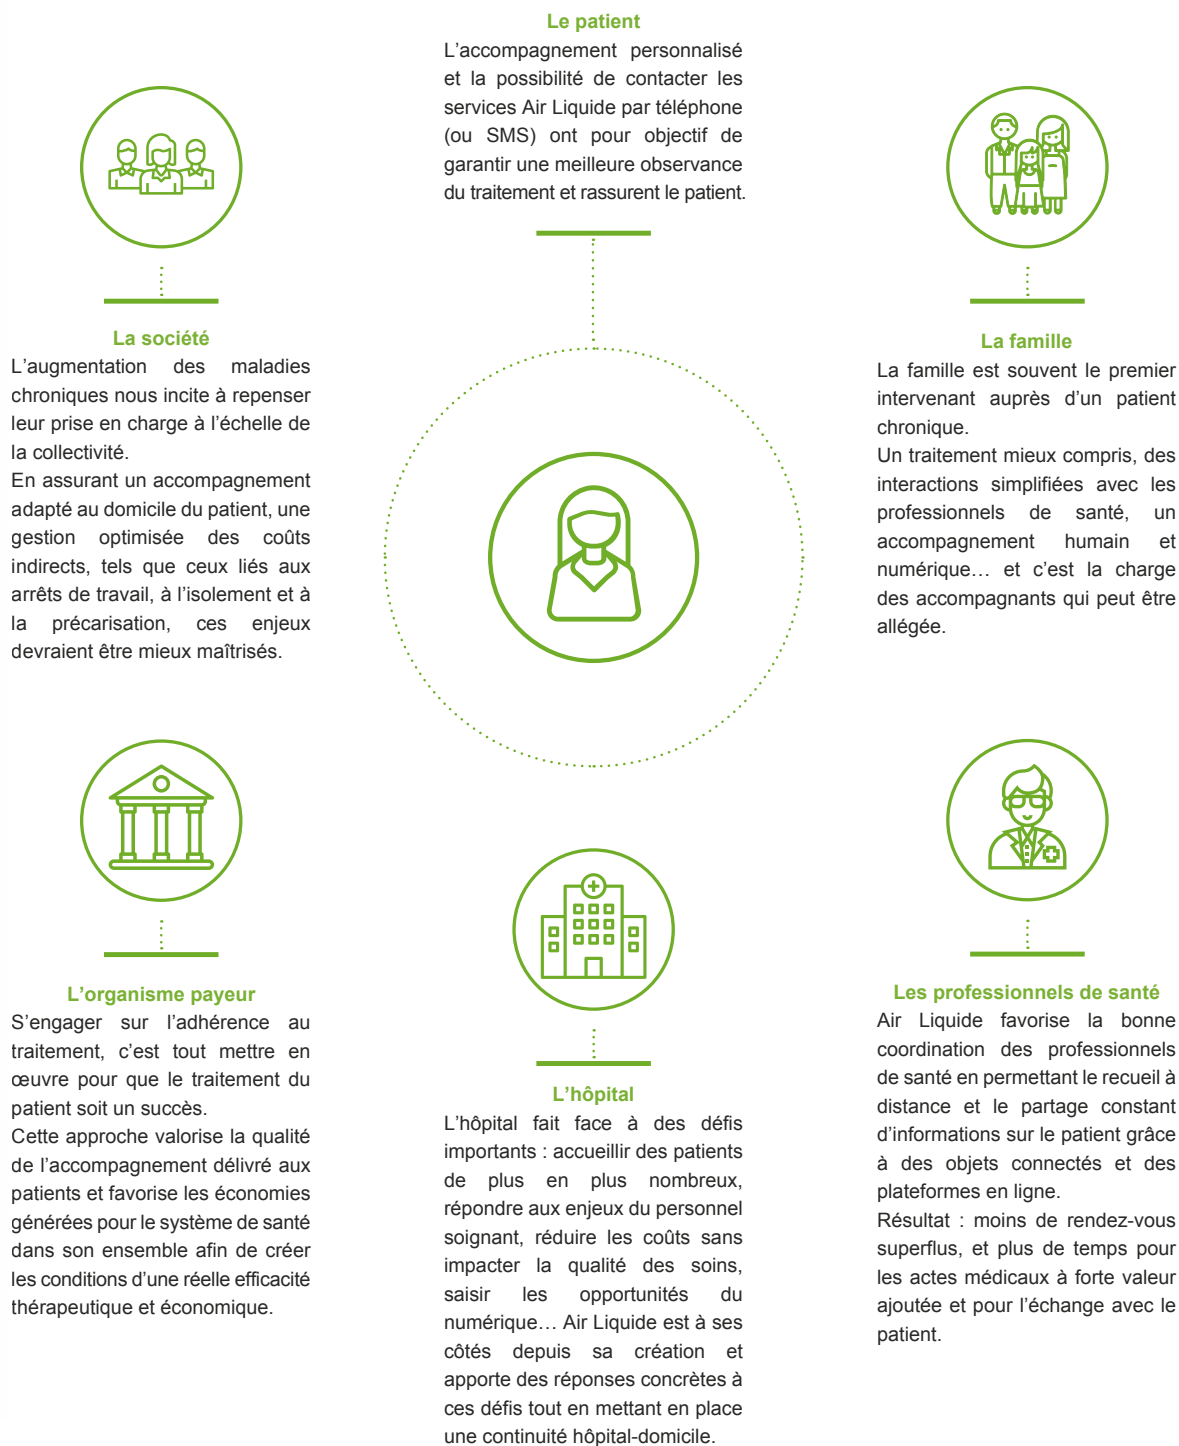 Le patient
L’accompagnement personnalisé
et la possibilité de contacter les
services Air Liquide par téléphone
(ou SMS) ont pour objectif de
garantir une meilleure observance
du traitement et rassurent le patient.
La société
L’augmentation des maladies
chroniques nous incite à repenser
leur prise en charge à l’échelle de
la collectivité.
En assurant un accompagnement
adapté au domicile du patient, une
gestion optimisée des coûts
indirects, tels que ceux liés aux
arrêts de travail, à l’isolement et à
la précarisation, ces enjeux
devraient être mieux maîtrisés.
La famille
La famille est souvent le premier
intervenant auprès d’un patient
chronique.
Un traitement mieux compris, des
interactions simplifiées avec les
professionnels de santé, un
accompagnement humain et
numérique… et c’est la charge
des accompagnants qui peut être
allégée.
L’organisme payeur
S’engager sur l’adhérence au
traitement, c’est tout mettre en
œuvre pour que le traitement du
patient soit un succès.
Cette approche valorise la qualité
de l’accompagnement délivré aux
patients et favorise les économies
générées pour le système de santé
dans son ensemble afin de créer
les conditions d’une réelle efficacité
thérapeutique et économique.
L’hôpital
L’hôpital fait face à des défis
importants : accueillir des patients
de plus en plus nombreux,
répondre aux enjeux du personnel
soignant, réduire les coûts sans
impacter la qualité des soins,
saisir les opportunités du
numérique… Air Liquide est à ses
côtés depuis sa création et
apporte des réponses concrètes à
ces défis tout en mettant en place
une continuité hôpital-domicile.
Les professionnels de santé
Air Liquide favorise la bonne
coordination des professionnels
de santé en permettant le recueil à
distance et le partage constant
d’informations sur le patient grâce
à des objets connectés et des
plateformes en ligne.
Résultat : moins de rendez-vous
superflus, et plus de temps pour
les actes médicaux à forte valeur
ajoutée et pour l’échange avec le
patient.